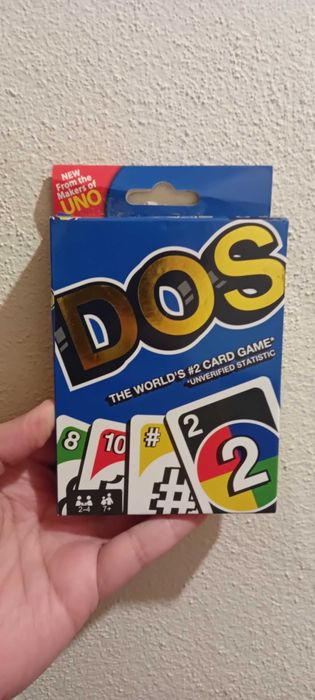 NEW
From the
Makers of
UNO
DOS
THE WORLD'S #2 CARD GAME*
*UNVERIFIED STATISTIC
8
10
#
2
#
2
2-4
7+